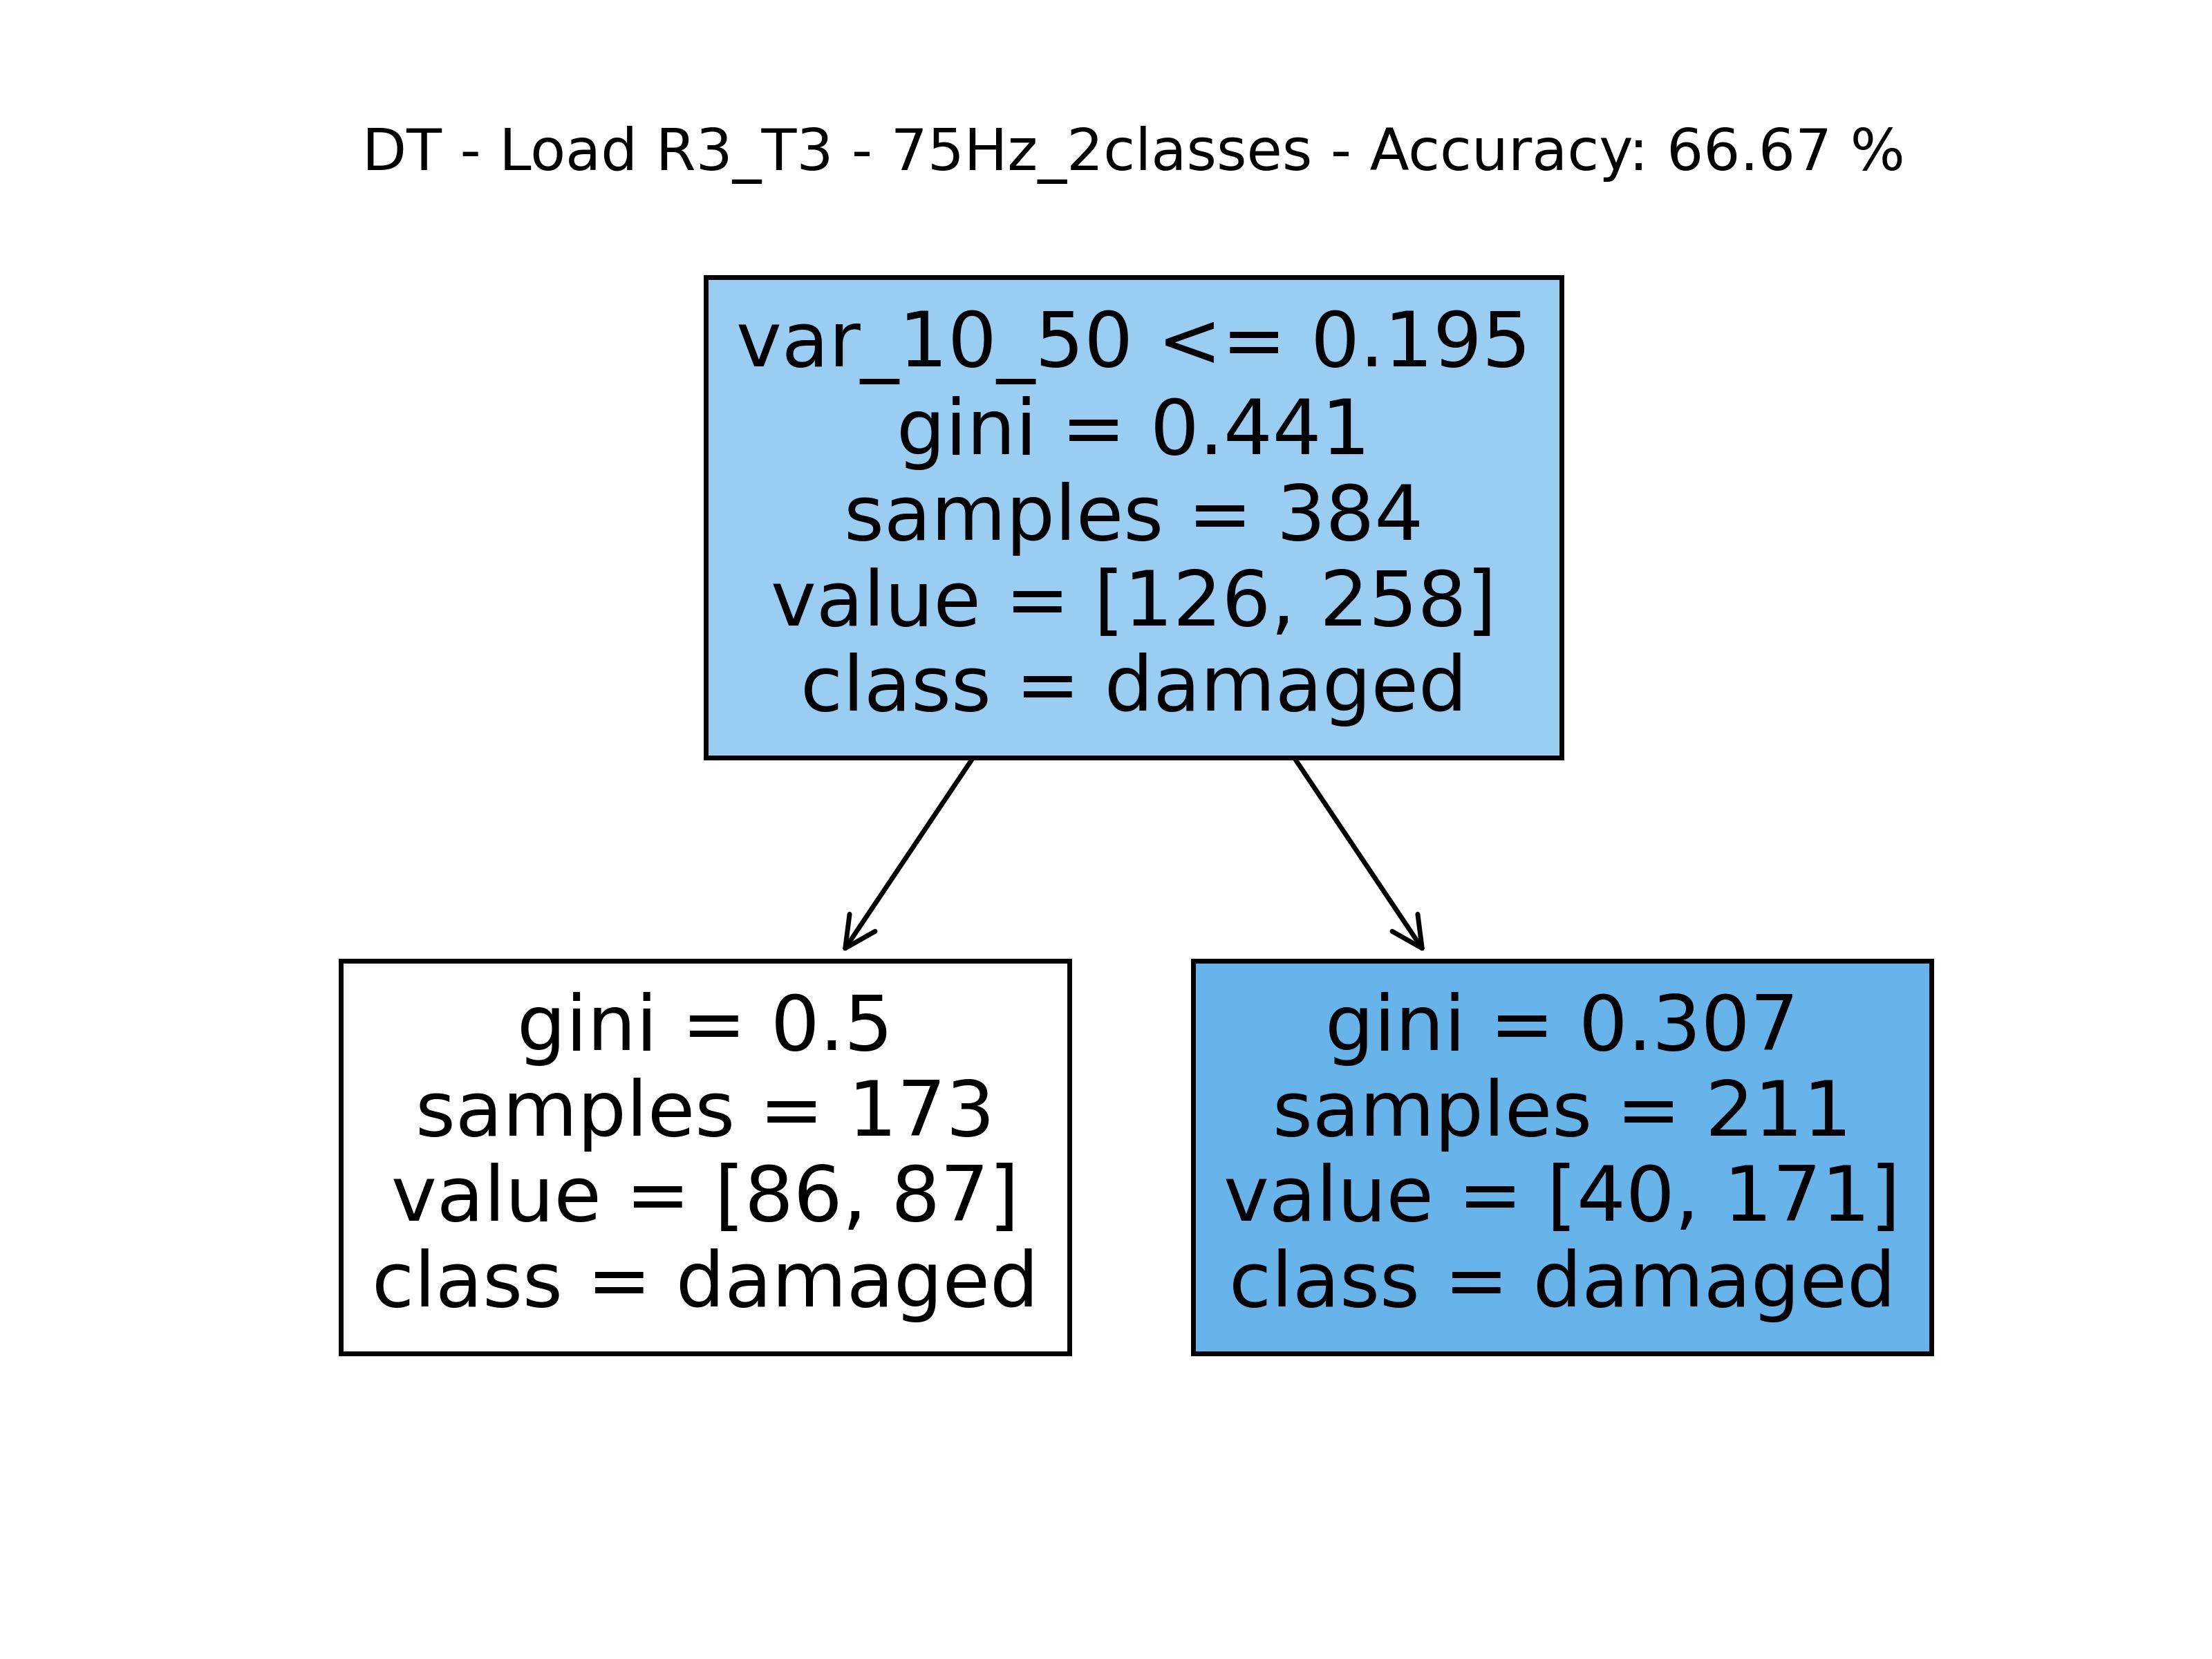 DT - Load R3_T3 - 75Hz_2classes - Accuracy: 66.67 %
var_10_50 <= 0.195
gini = 0.441
samples = 384
value = [126, 258]
class = damaged
gini = 0.5
samples = 173
value = [86, 87]
class = damaged
gini = 0.307
samples = 211
value = [40, 171]
class = damaged